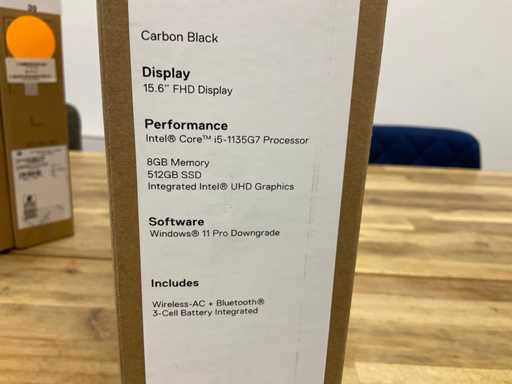 Carbon Black
Display
15.6" FHD Display
Performance
Intel® Core™ i5-1135G7 Processor
8GB Memory
512GB SSD
Integrated Intel® UHD Graphics
Software
Windows® 11 Pro Downgrade
Includes
Wireless-AC + Bluetooth®
3-Cell Battery Integrated